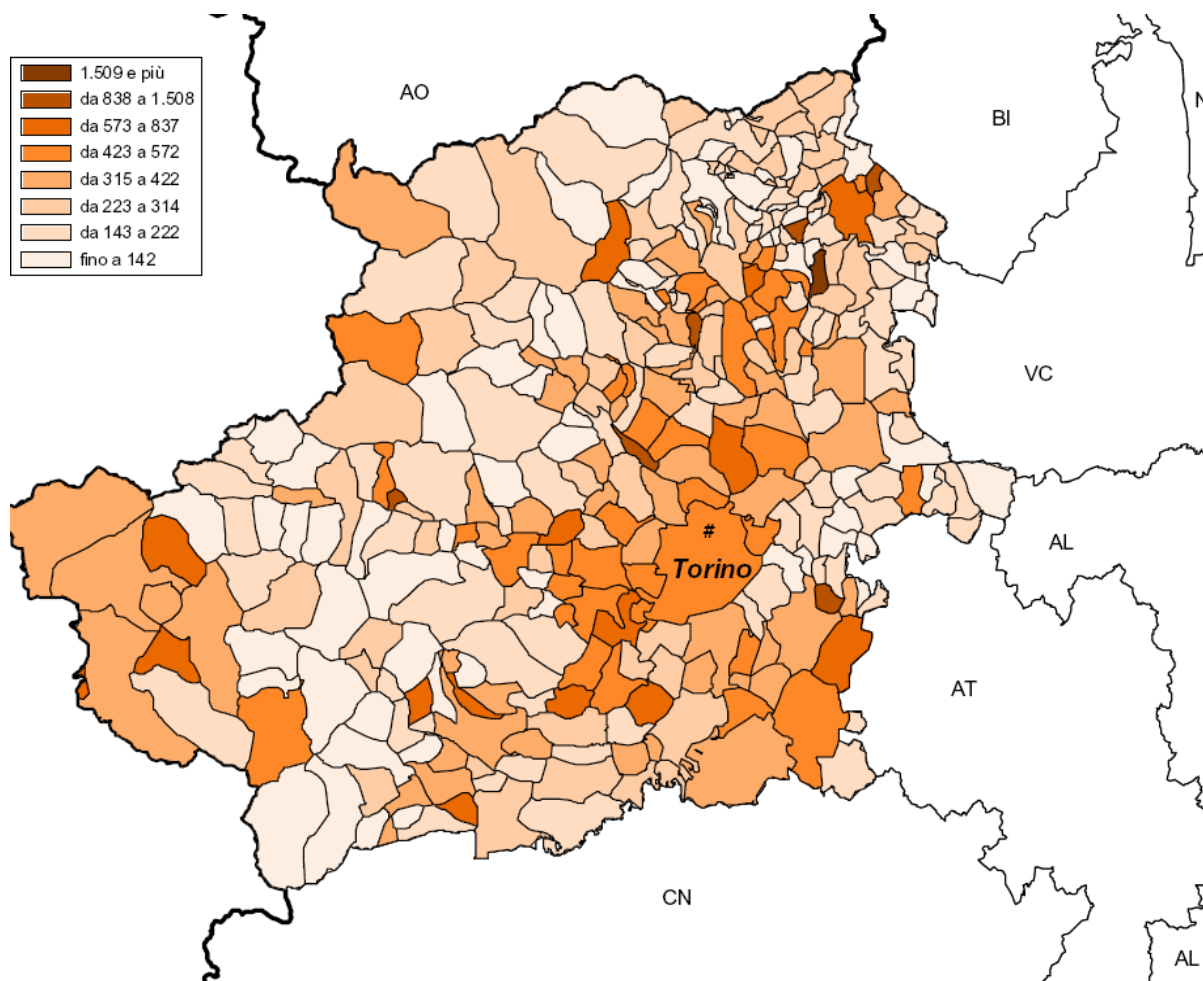 1.509 e più
da 838 a 1.508
da 573 a 837
da 423 a 572
da 315 a 422
da 223 a 314
da 143 a 222
fino a 142
AO
BI
N
VC
#
Torino
AL
AT
CN
AL